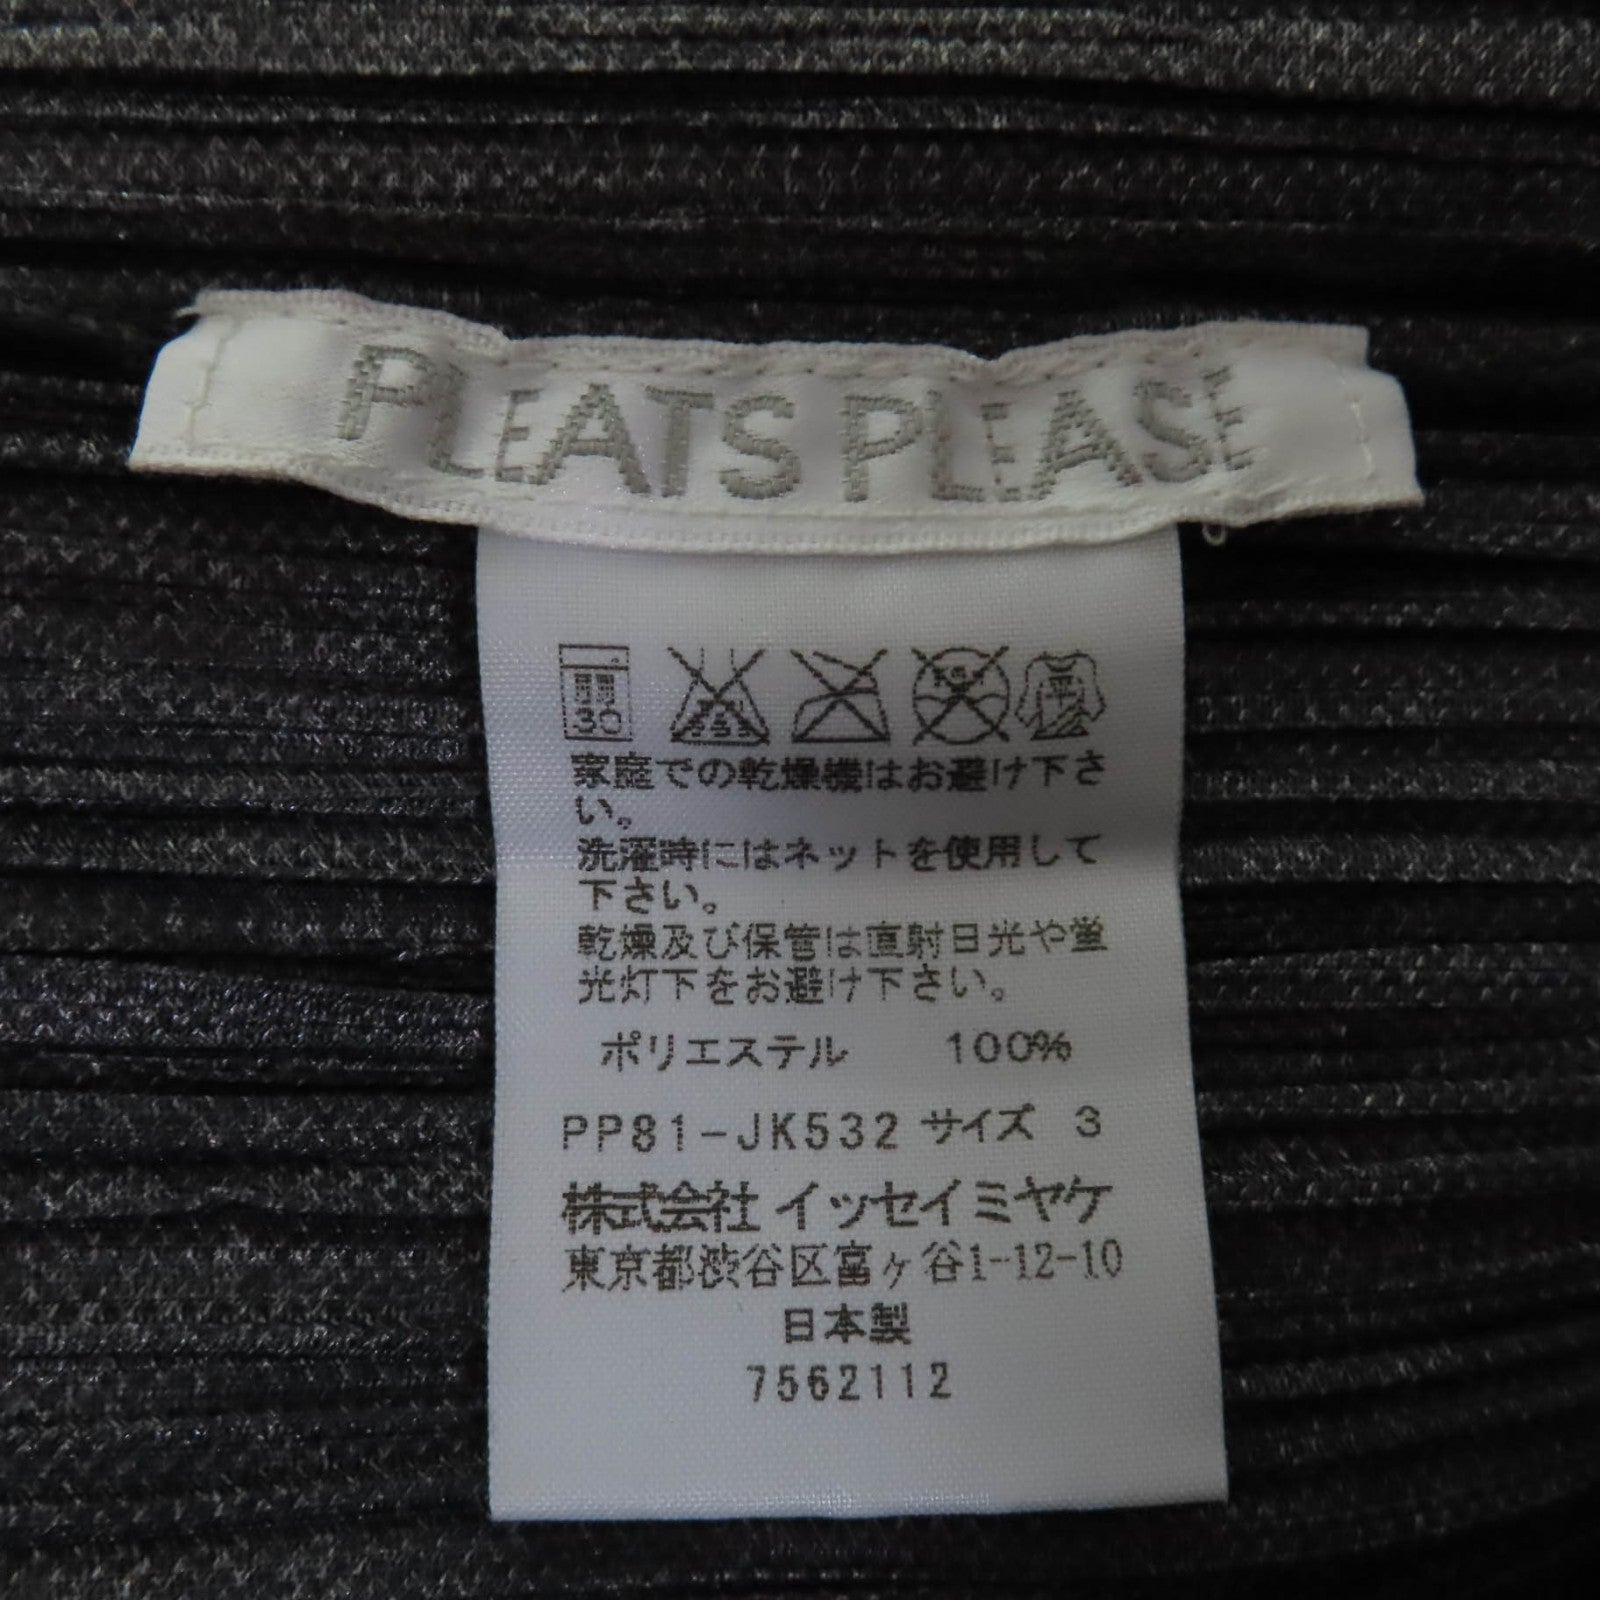 PLEATS PLEASE
30
家庭での乾燥機はお避け下さ
い。
洗濯時にはネットを使用して
下さい。
乾燥及び保管は直射日光や蛍
光灯下をお避け下さい。
ポリエステル 100%
PP81-JK532 サイズ 3
株式会社 イッセイミヤケ
東京都渋谷区富ヶ谷1-12-10
日本製
7562112